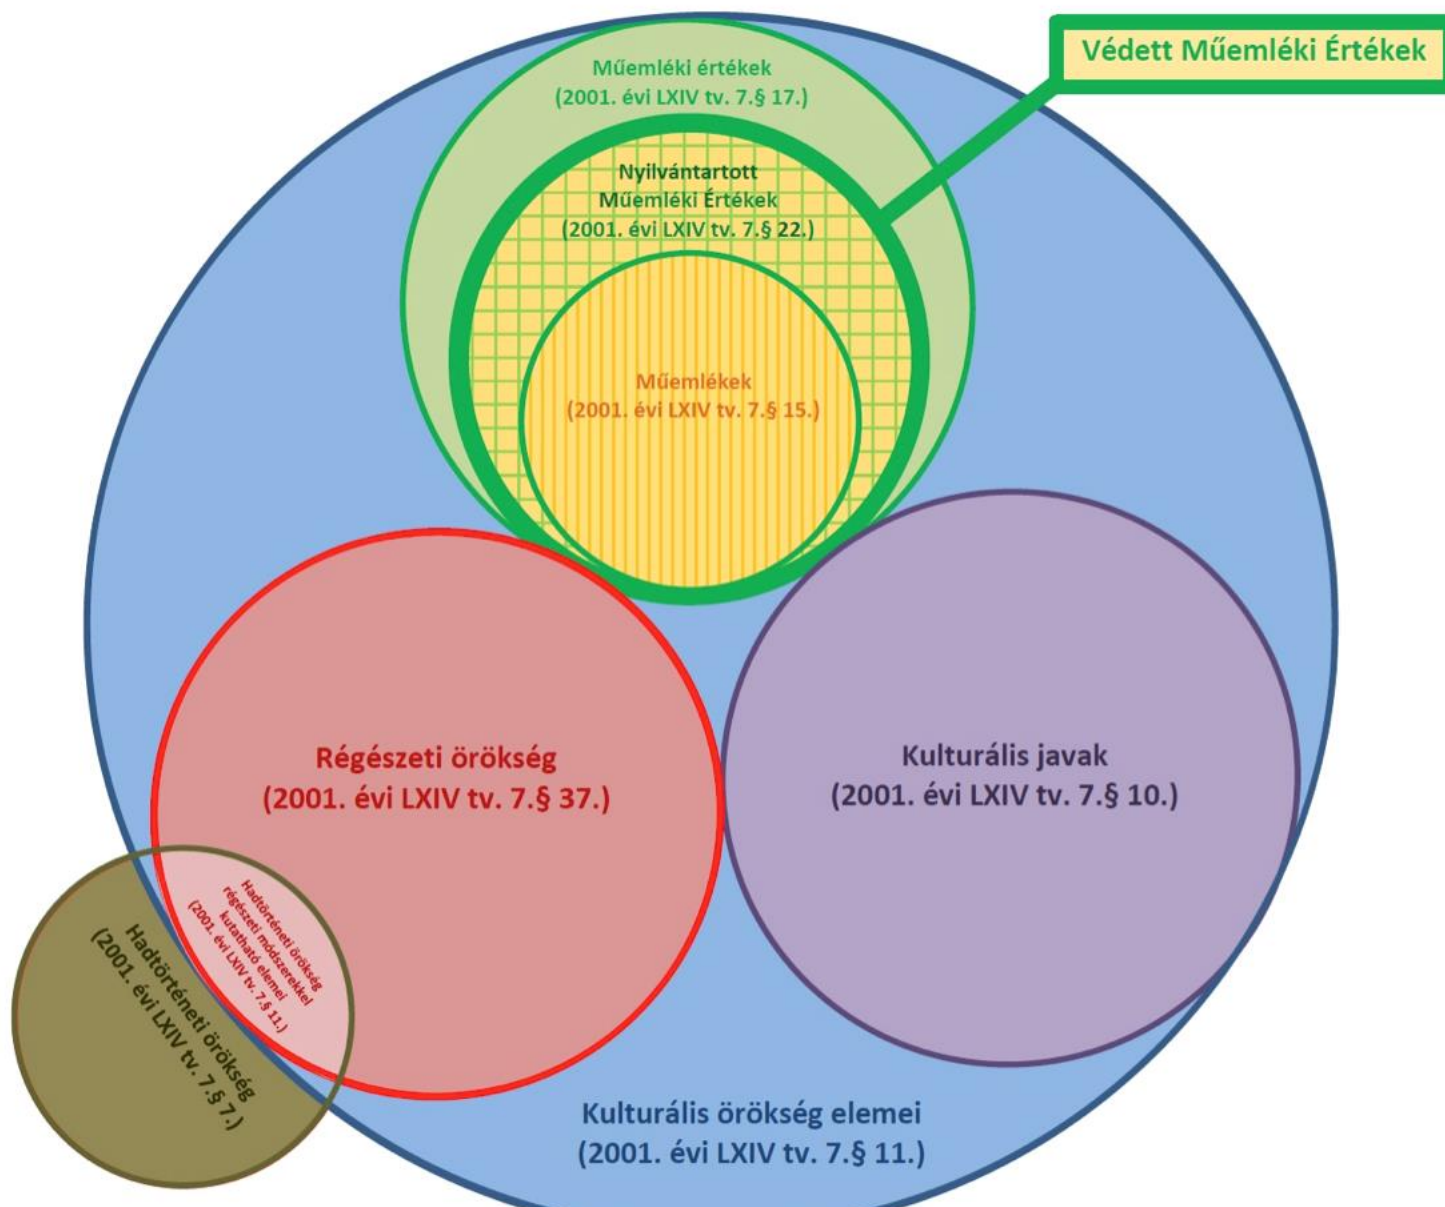 Védett Műemléki Értékek
Műemléki értékek
(2001. évi LXIV tv. 7.§ 17.)
Nyilvántartott
Műemléki Értékek
(2001. évi LXIV tv. 7.§ 22.)
Műemlékek
(2001. évi LXIV tv. 7.§ 15.)
Régészeti örökség
(2001. évi LXIV tv. 7.§ 37.)
Kulturális javak
(2001. évi LXIV tv. 7.§ 10.)
Hadtörténeti örökség
régészeti módszerekkel
kutatható elemei
(2001. évi LXIV tv. 7.§ 11.)
Hadtörténeti örökség
(2001. évi LXIV tv. 7.§ 7.)
Kulturális örökség elemei
(2001. évi LXIV tv. 7.§ 11.)